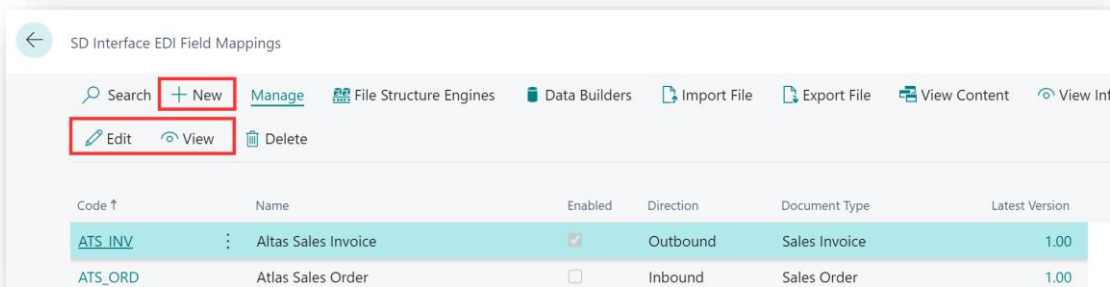 SD Interface EDI Field Mappings
Search New Manage File Structure Engines Data Builders Import File Export File View Content View Inf
Edit View Delete
Code ↑ Name Enabled Direction Document Type Latest Version
ATS_INV Altas Sales Invoice Outbound Sales Invoice 1.00
ATS_ORD Atlas Sales Order Inbound Sales Order 1.00